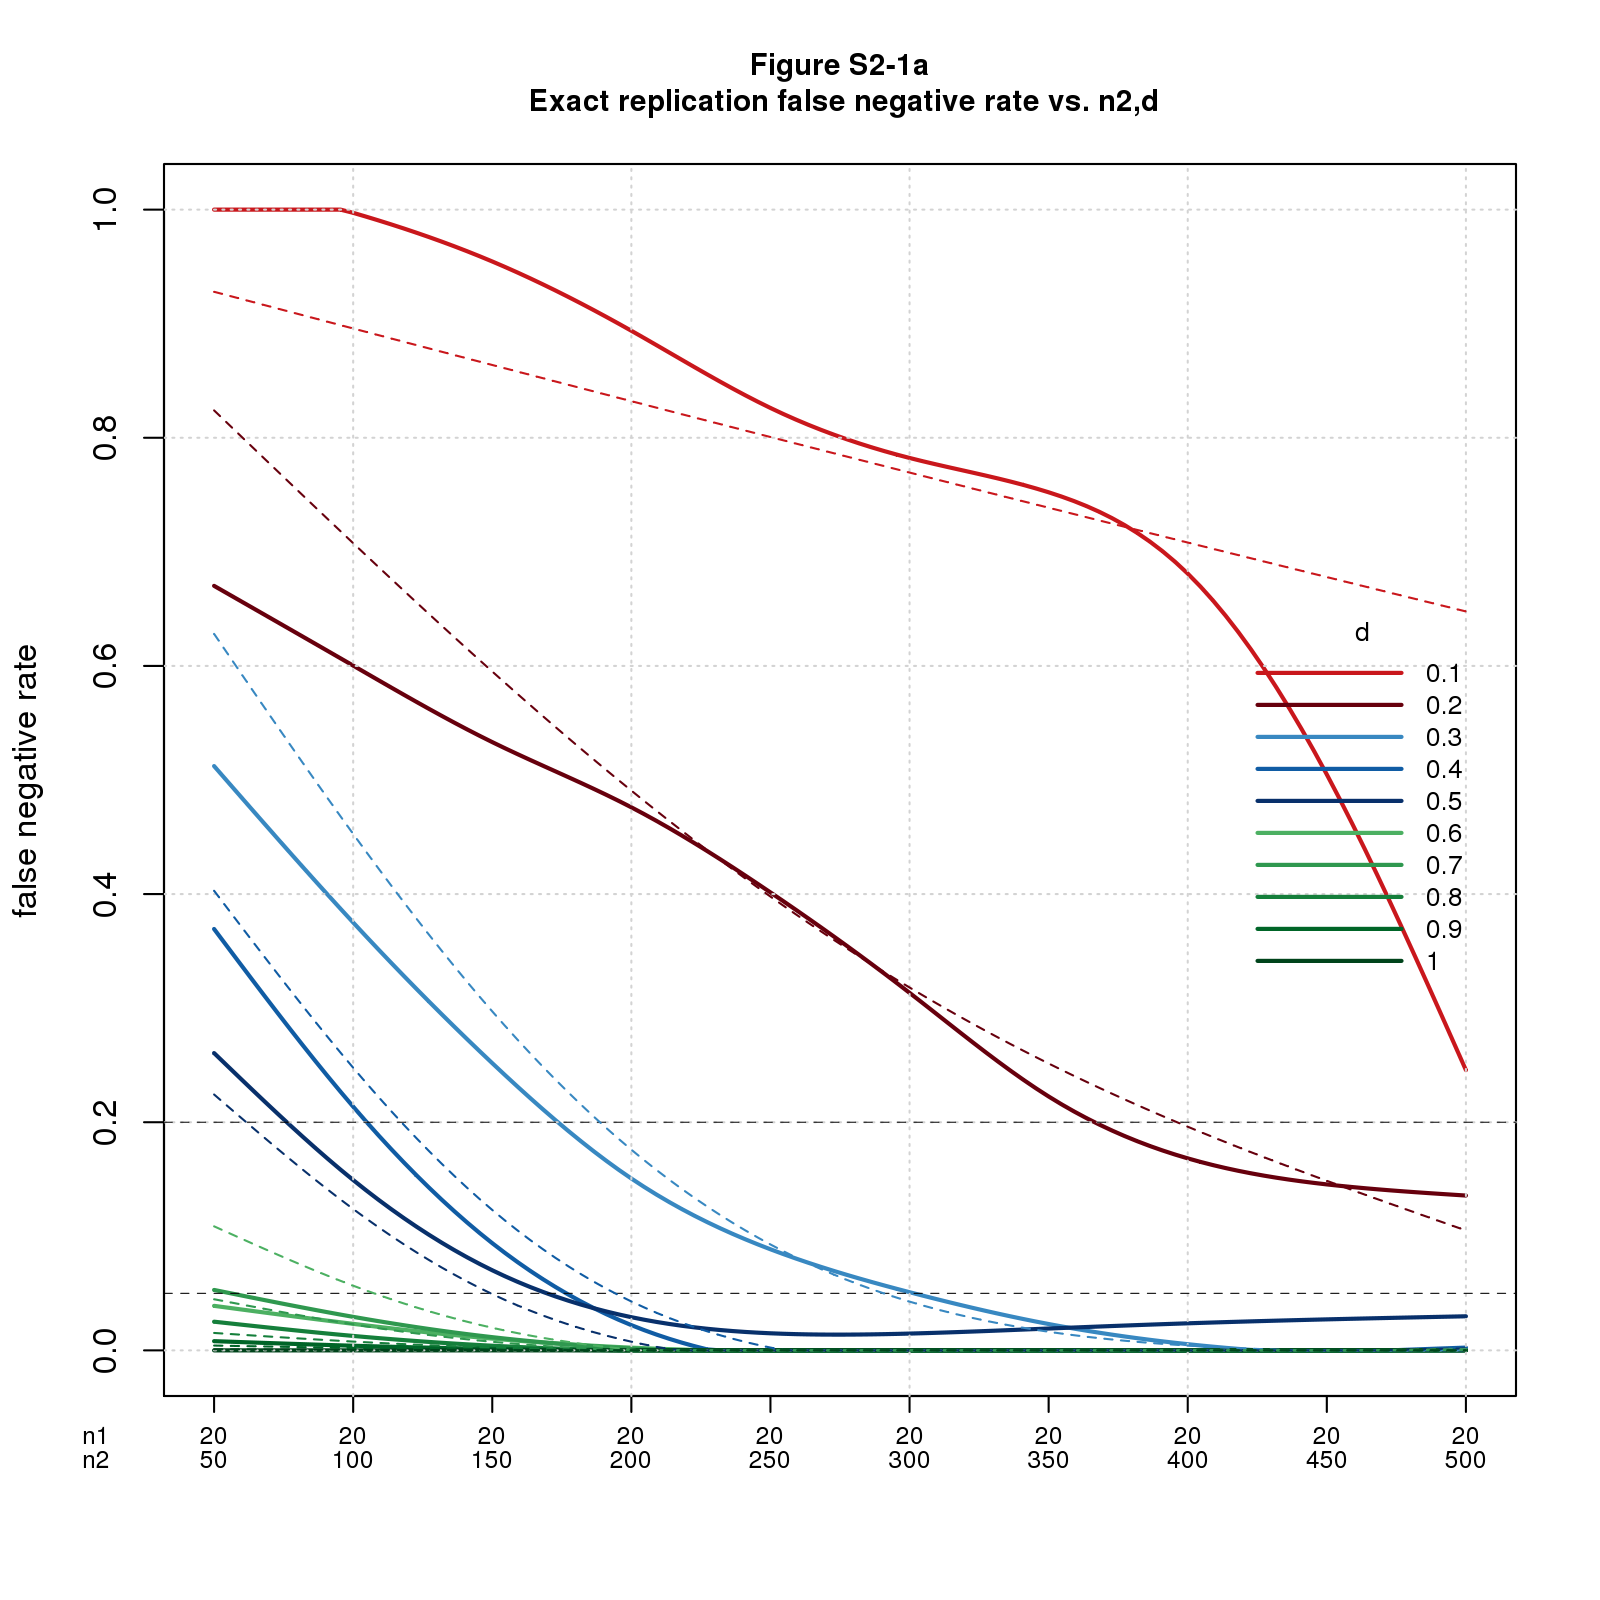 Figure S2-1a
Exact replication false negative rate vs. n2,d
false negative rate
1.0
0.8
0.6
0.4
0.2
0.0
d
0.1
0.2
0.3
0.4
0.5
0.6
0.7
0.8
0.9
1
n1 20 20 20 20 20 20 20 20 20 20
n2 50 100 150 200 250 300 350 400 450 500